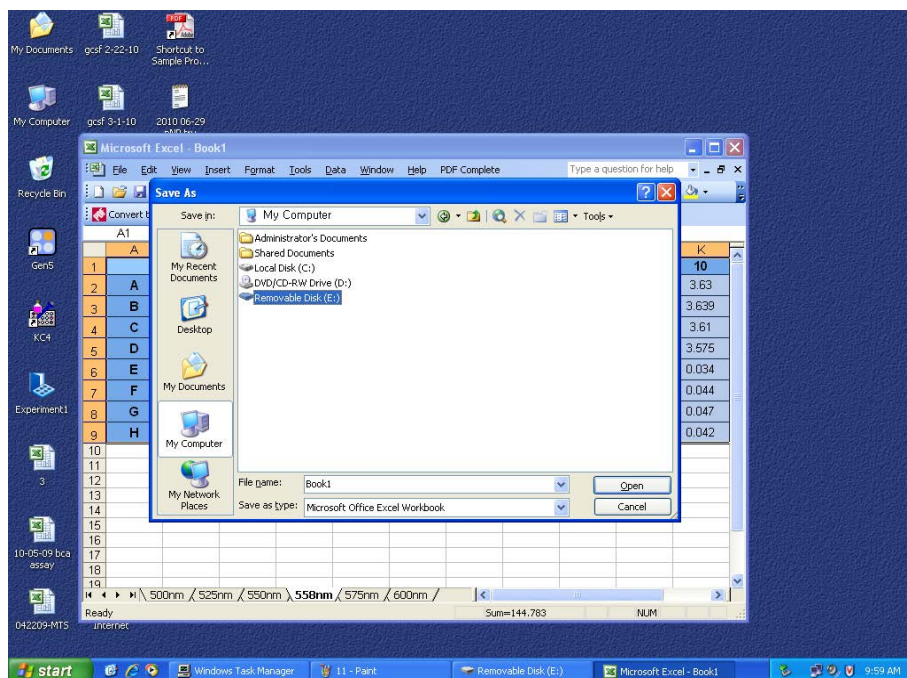 My Documents
gcsf 2-22-10
Shortcut to
Sample Pro...
My Computer
gcsf 3-1-10
2010 06-29
Recycle Bin
Gen5
KC4
Experiment1
3
10-05-09 bca
assay
042209-MTS
Internet
Microsoft Excel - Book1
File Edit View Insert Format Tools Data Window Help PDF Complete
Type a question for help
Convert
A1
Save As
Save in:
My Computer
Tools
My Recent
Documents
Desktop
My Documents
My Computer
My Network
Places
Administrator's Documents
Shared Documents
Local Disk (C:)
DVD/CD-RW Drive (D:)
Removable Disk (E:)
File name: Book1
Open
Save as type: Microsoft Office Excel Workbook
Cancel
A K
1 10
2 A 3.63
3 B 3.639
4 C 3.61
5 D 3.575
6 E 0.034
7 F 0.044
8 G 0.047
9 H 0.042
10
11
12
13
14
15
16
17
18
19
500nm / 525nm / 550nm \ 558nm / 575nm / 600nm /
Ready
Sum=144.783
NUM
start
Windows Task Manager
11 - Paint
Removable Disk (E:)
Microsoft Excel - Book1
9:59 AM